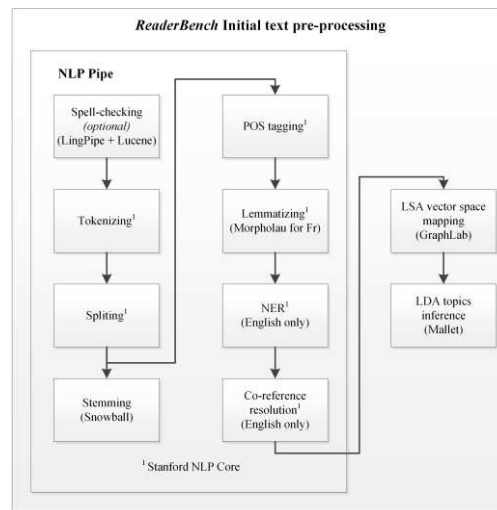 ReaderBench Initial text pre-processing
NLP Pipe
Spell-checking
(optional)
(LingPipe + Lucene)
Tokenizing¹
Spliting¹
Stemming
(Snowball)
POS tagging¹
Lemmatizing¹
(Morpholau for Fr)
NER¹
(English only)
Co-reference
resolution¹
(English only)
LSA vector space
mapping
(GraphLab)
LDA topics
inference
(Mallet)
¹ Stanford NLP Core